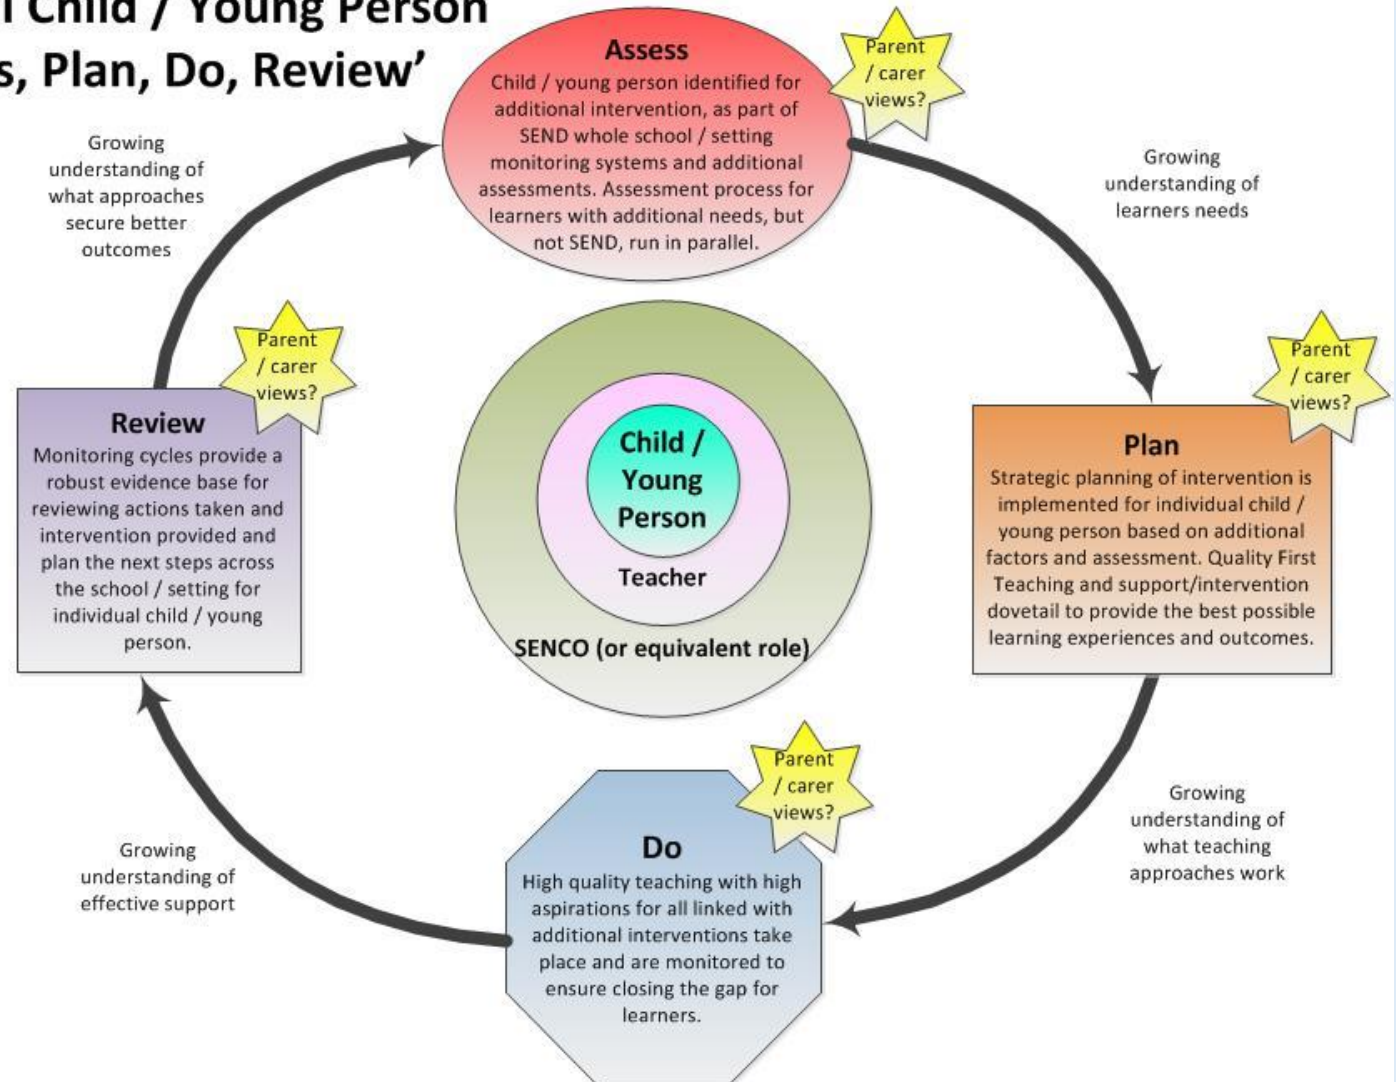 l Child / Young Person
s, Plan, Do, Review’
Assess
Child / young person identified for
additional intervention, as part of
SEND whole school / setting
monitoring systems and additional
assessments. Assessment process for
learners with additional needs, but
not SEND, run in parallel.
Parent
/ carer
views?
Growing
understanding of
learners needs
Parent
/ carer
views?
Plan
Strategic planning of intervention is
implemented for individual child /
young person based on additional
factors and assessment. Quality First
Teaching and support/intervention
dovetail to provide the best possible
learning experiences and outcomes.
Growing
understanding of
what teaching
approaches work
Parent
/ carer
views?
Do
High quality teaching with high
aspirations for all linked with
additional interventions take
place and are monitored to
ensure closing the gap for
learners.
Growing
understanding of
effective support
Parent
/ carer
views?
Review
Monitoring cycles provide a
robust evidence base for
reviewing actions taken and
intervention provided and
plan the next steps across
the school / setting for
individual child / young
person.
Growing
understanding of
what approaches
secure better
outcomes
Child /
Young
Person
Teacher
SENCO (or equivalent role)